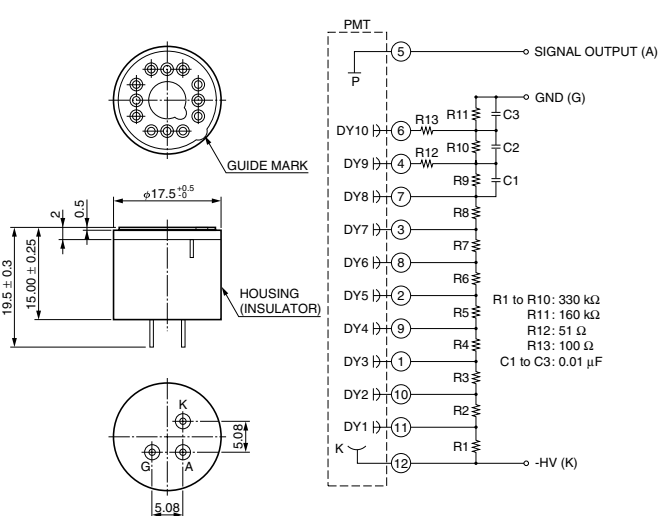 GUIDE MARK
φ17.5 +0.5 -0
2
0.5
19.5 ± 0.3
15.00 ± 0.25
HOUSING
(INSULATOR)
K
G
A
5.08
5.08
PMT
5
SIGNAL OUTPUT (A)
P
GND (G)
R11
C3
DY10
6
R13
R10
C2
DY9
4
R12
R9
C1
DY8
7
R8
DY7
3
R7
DY6
8
R6
DY5
2
R5
DY4
9
R4
DY3
1
R3
DY2
10
R2
DY1
11
R1
K
12
-HV (K)
R1 to R10: 330 kΩ
R11: 160 kΩ
R12: 51 Ω
R13: 100 Ω
C1 to C3: 0.01 µF